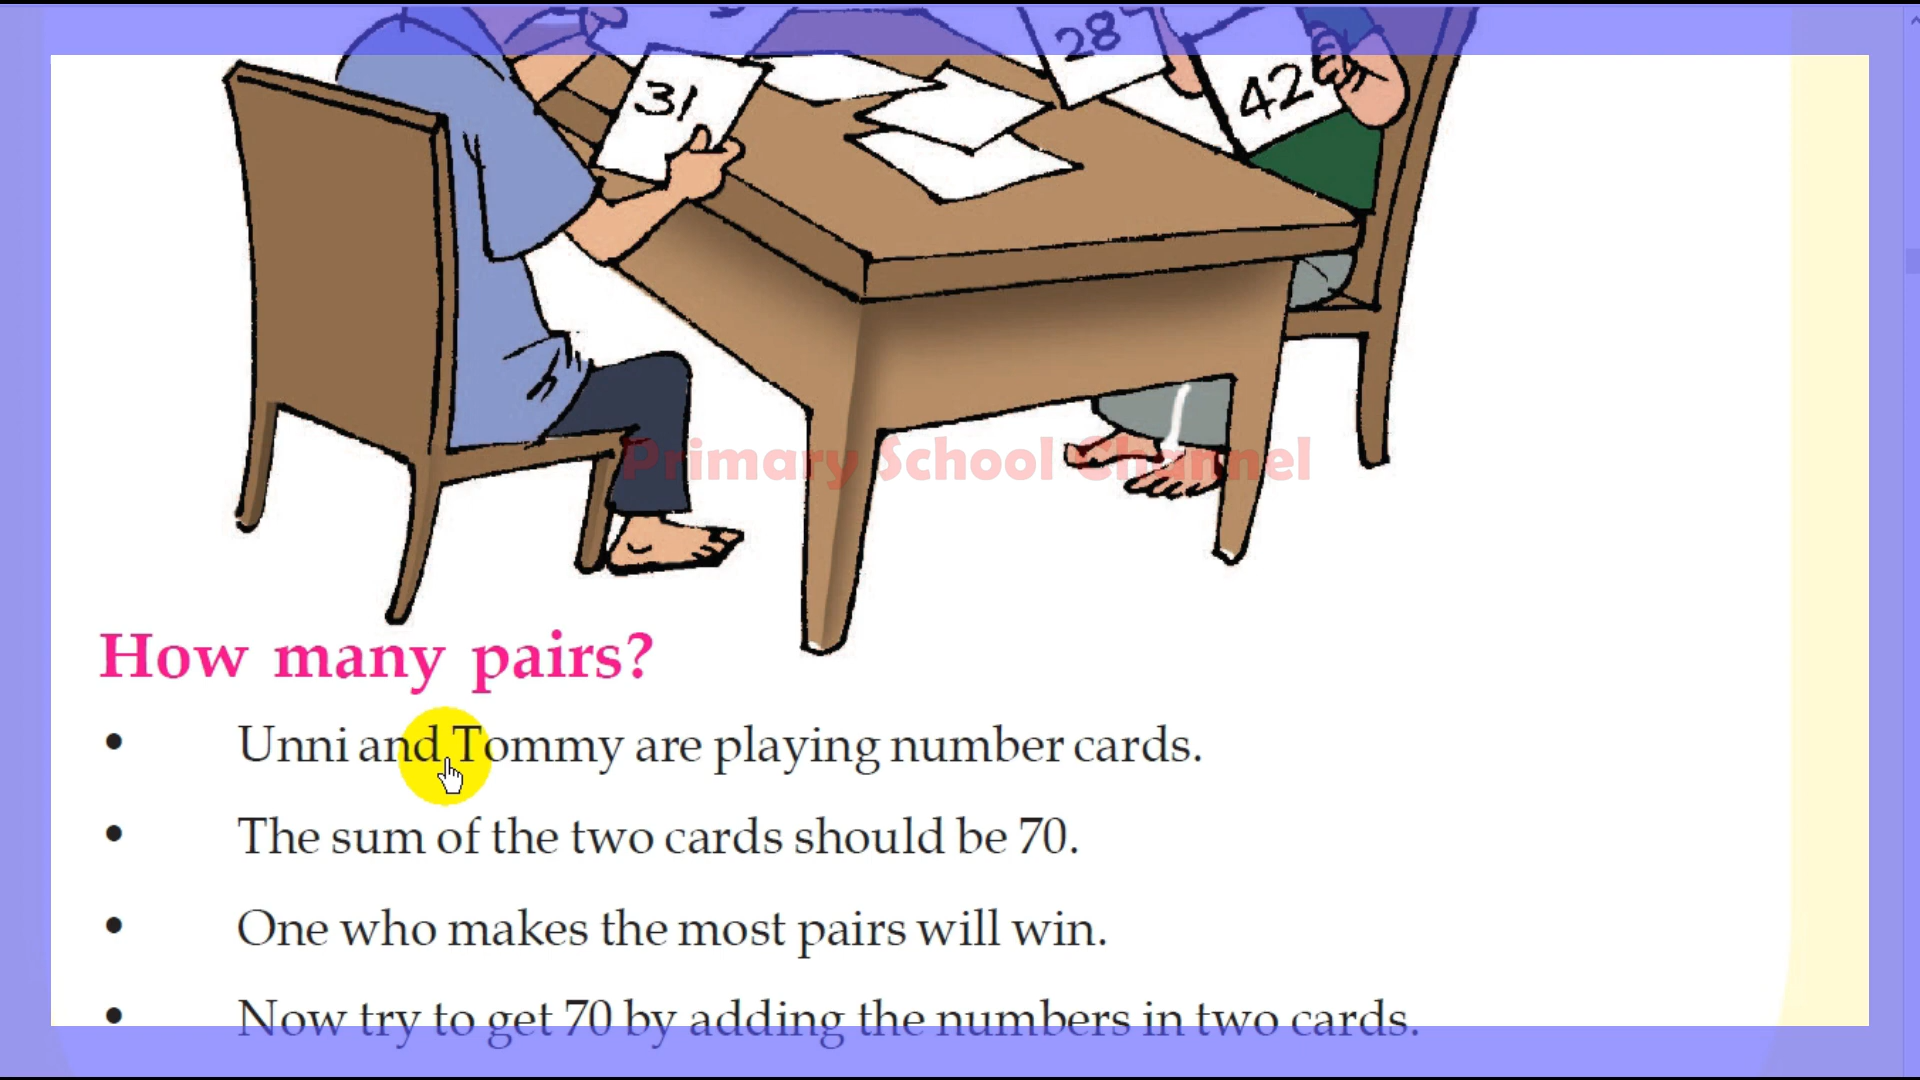 28
31
42
Primary School Channel
How many pairs?
• Unni and Tommy are playing number cards.
• The sum of the two cards should be 70.
• One who makes the most pairs will win.
• Now try to get 70 by adding the numbers in two cards.